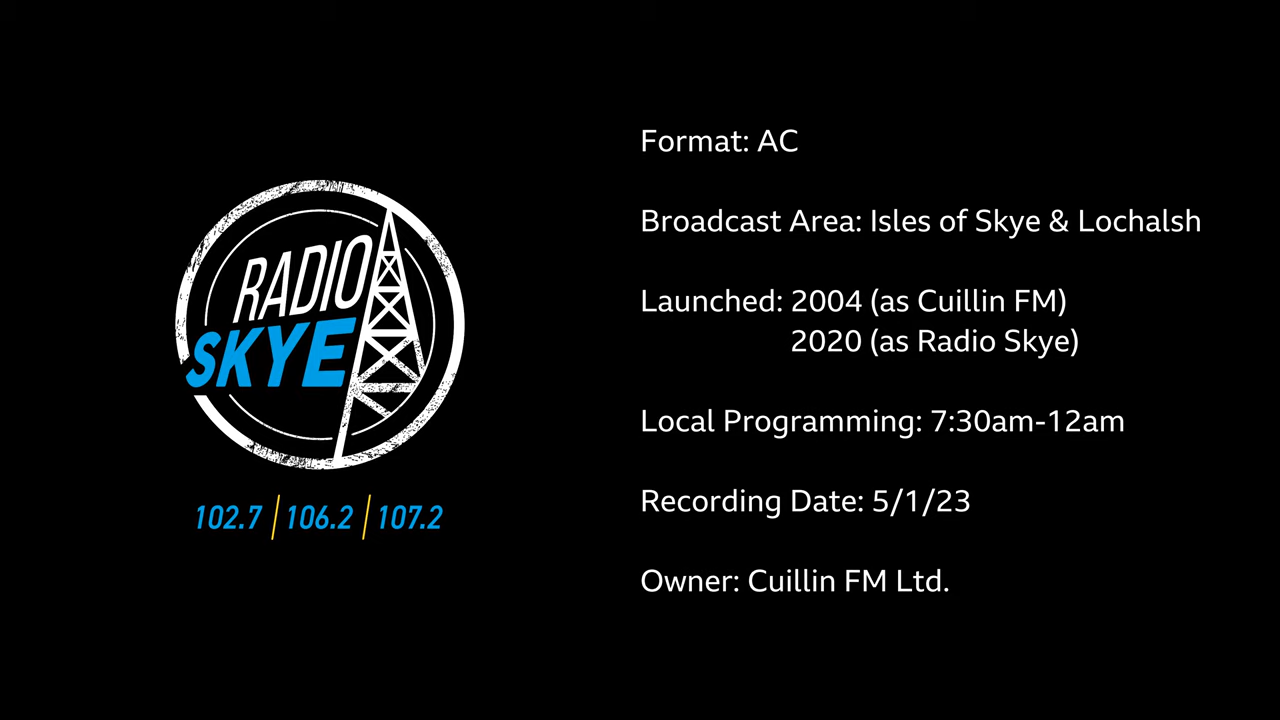 RADIO
SKYE
102.7 | 106.2 | 107.2
Format: AC
Broadcast Area: Isles of Skye & Lochalsh
Launched: 2004 (as Cuillin FM)
2020 (as Radio Skye)
Local Programming: 7:30am-12am
Recording Date: 5/1/23
Owner: Cuillin FM Ltd.